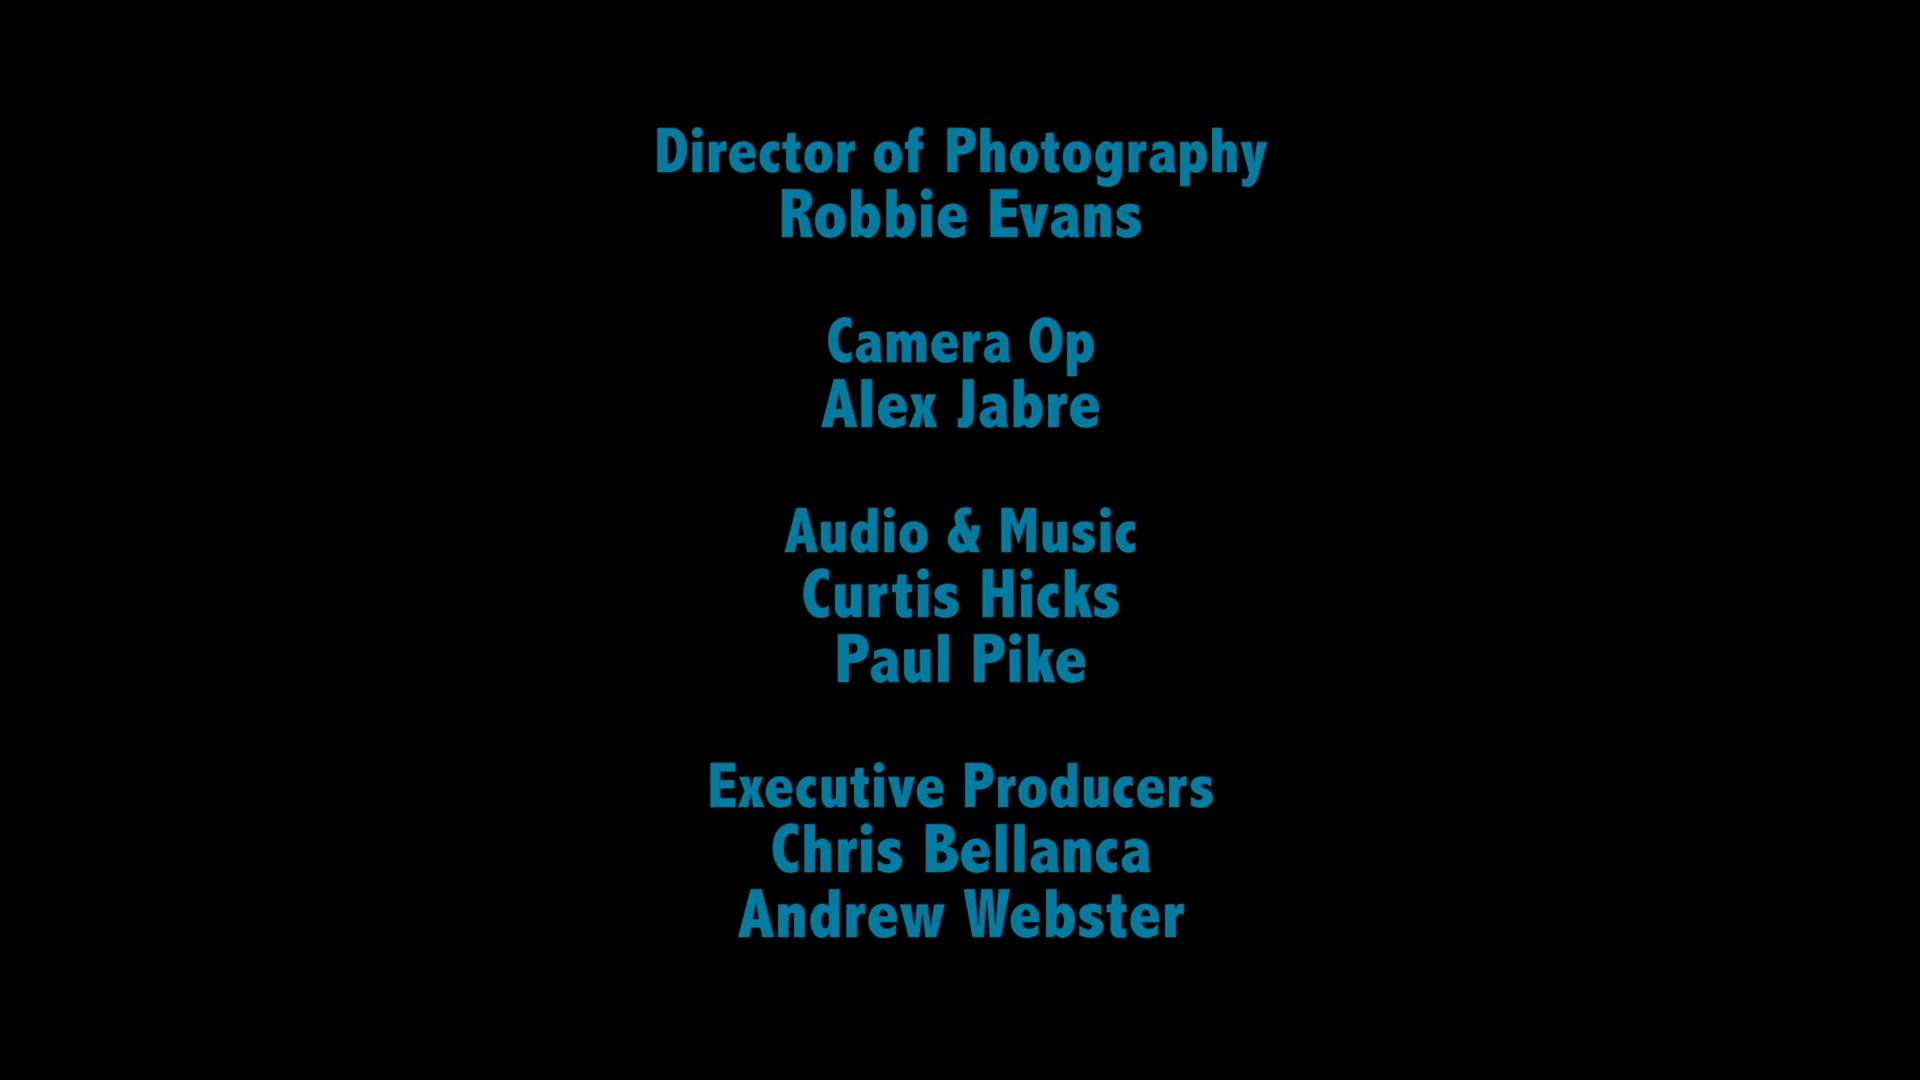 Director of Photography
Robbie Evans
Camera Op
Alex Jabre
Audio & Music
Curtis Hicks
Paul Pike
Executive Producers
Chris Bellanca
Andrew Webster